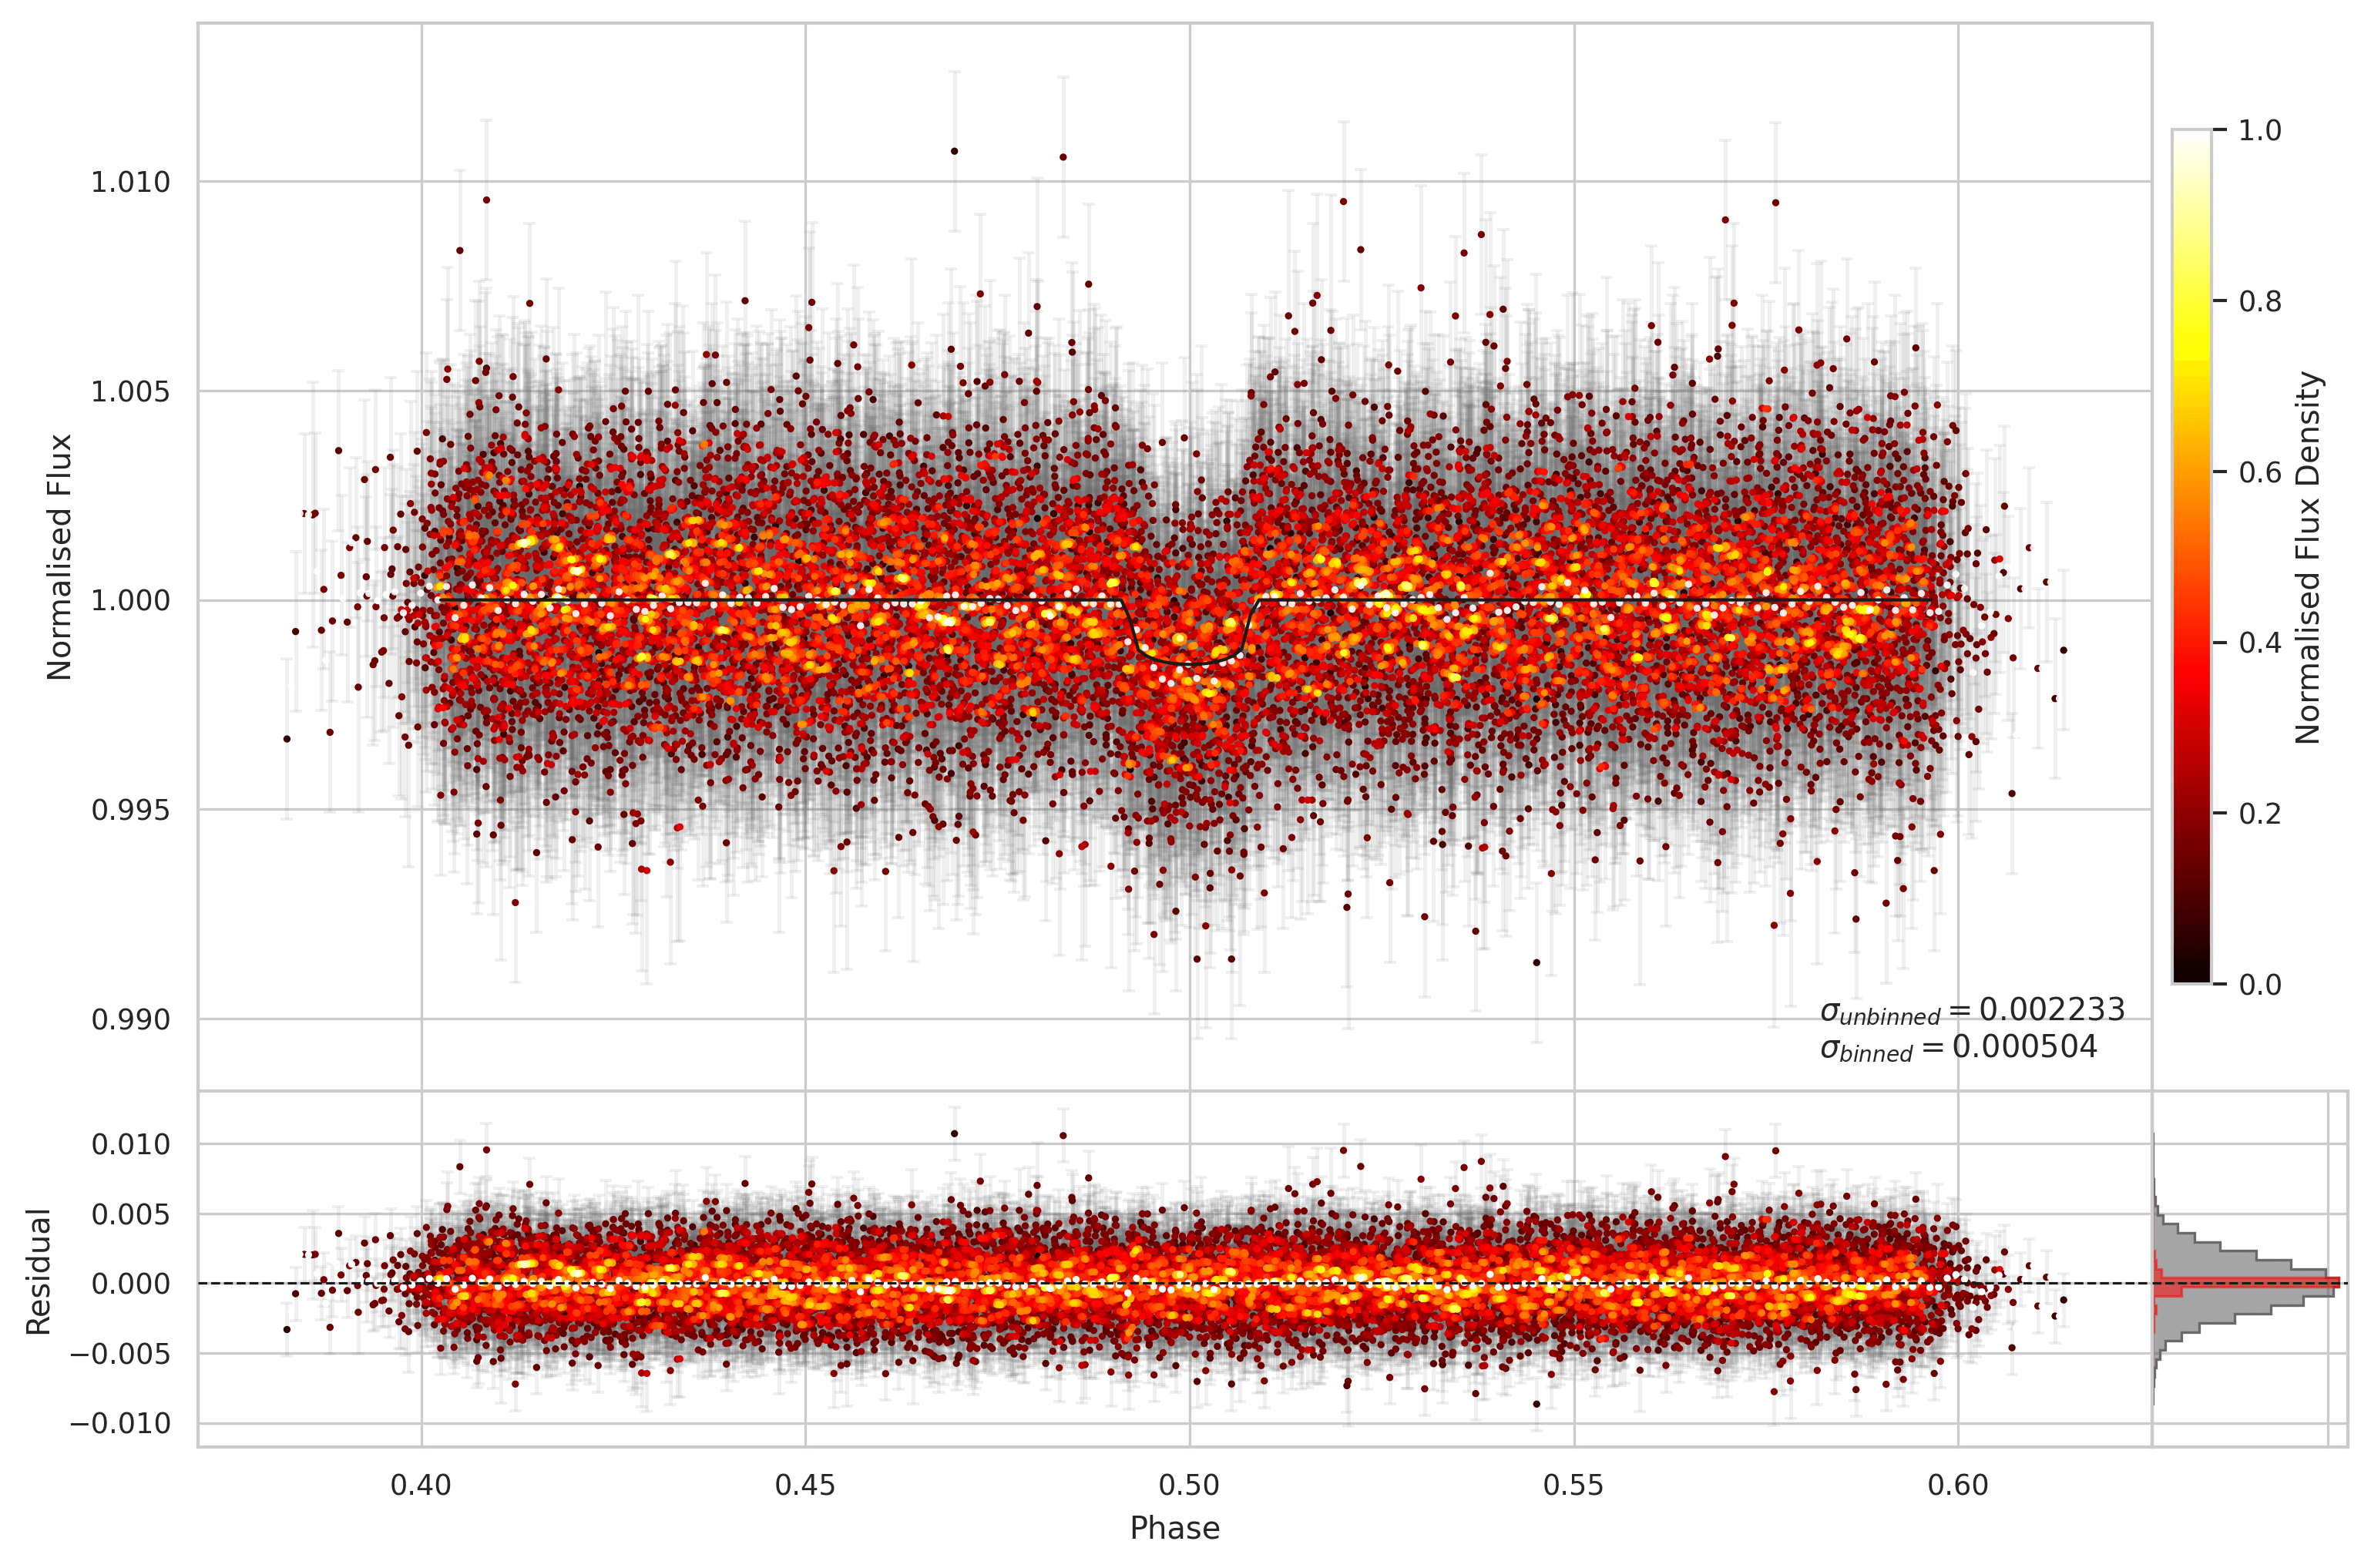 Normalised Flux
1.010
1.005
1.000
0.995
0.990
σunbinned = 0.002233
σbinned = 0.000504
1.0
0.8
0.6
0.4
0.2
0.0
Normalised Flux Density
Residual
0.010
0.005
0.000
−0.005
−0.010
0.40 0.45 0.50 0.55 0.60
Phase